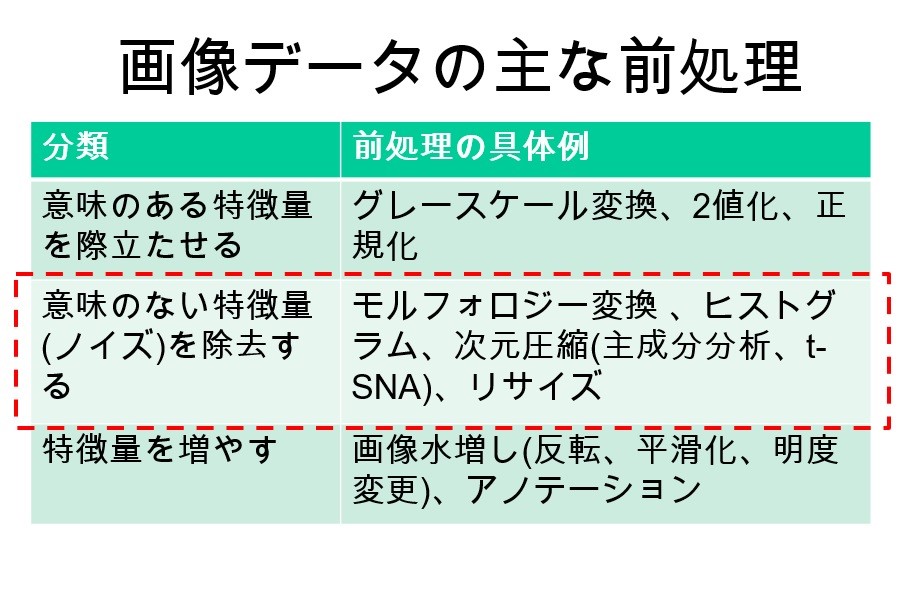 画像データの主な前処理
分類
前処理の具体例
意味のある特徴量
を際立たせる
グレースケール変換、2値化、正
規化
意味のない特徴量
(ノイズ)を除去す
る
モルフォロジー変換 、ヒストグ
ラム、次元圧縮(主成分分析、t-
SNA)、リサイズ
特徴量を増やす
画像水増し(反転、平滑化、明度
変更)、アノテーション